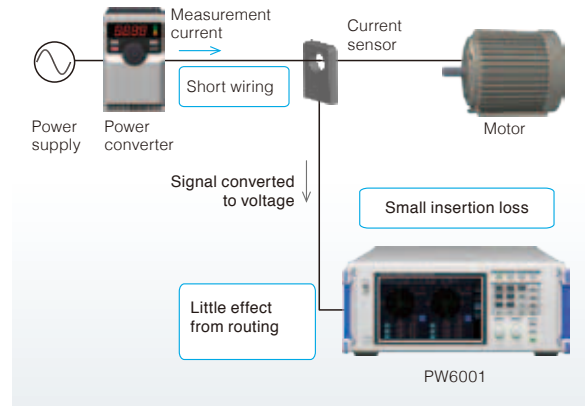 Measurement
current
Current
sensor
Short wiring
Power
supply
Power
converter
Motor
Signal converted
to voltage
Small insertion loss
Little effect
from routing
PW6001